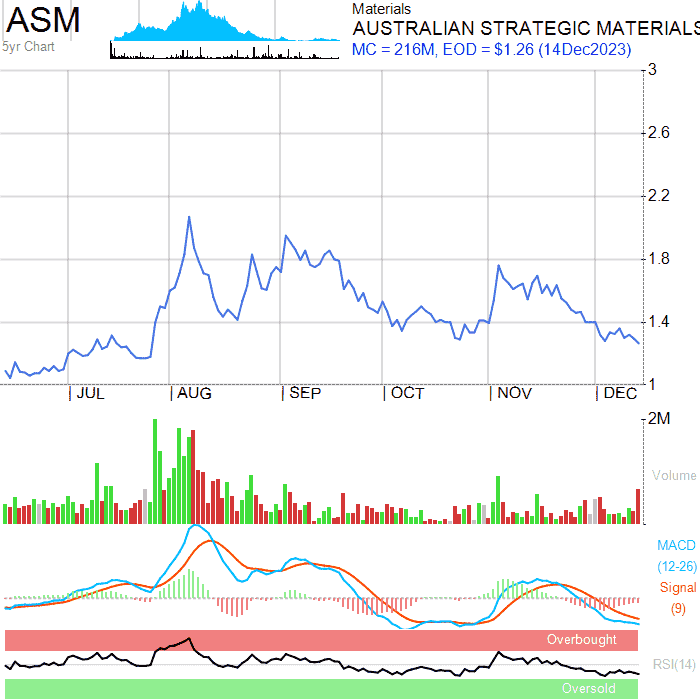 ASM
5yr Chart
Materials
AUSTRALIAN STRATEGIC MATERIALS
MC = 216M, EOD = $1.26 (14Dec2023)
3
2.6
2.2
1.8
1.4
1
JUL AUG SEP OCT NOV DEC
2M
Volume
MACD
(12-26)
Signal
(9)
Overbought
RSI(14)
Oversold